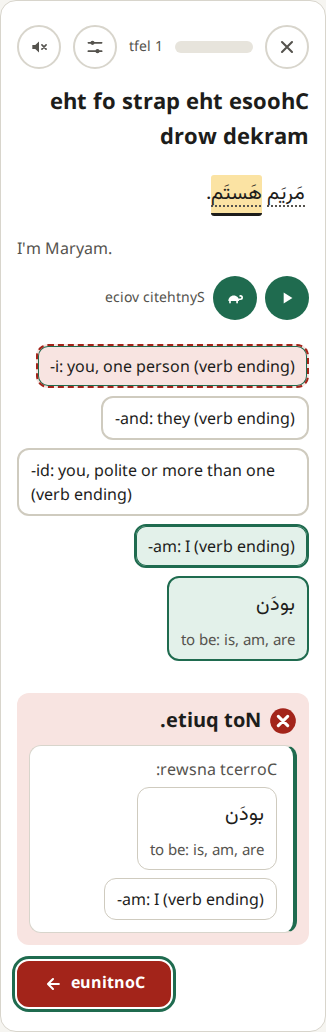 tfel 1
eht fo strap eht esoohC
drow dekram
مَریَم هَستَم.
I'm Maryam.
eciov citehtnyS
-i: you, one person (verb ending)
-and: they (verb ending)
-id: you, polite or more than one
(verb ending)
-am: I (verb ending)
بودَن
to be: is, am, are
.etiuq toN
:rewsna tcerroC
بودَن
to be: is, am, are
-am: I (verb ending)
eunitnoC